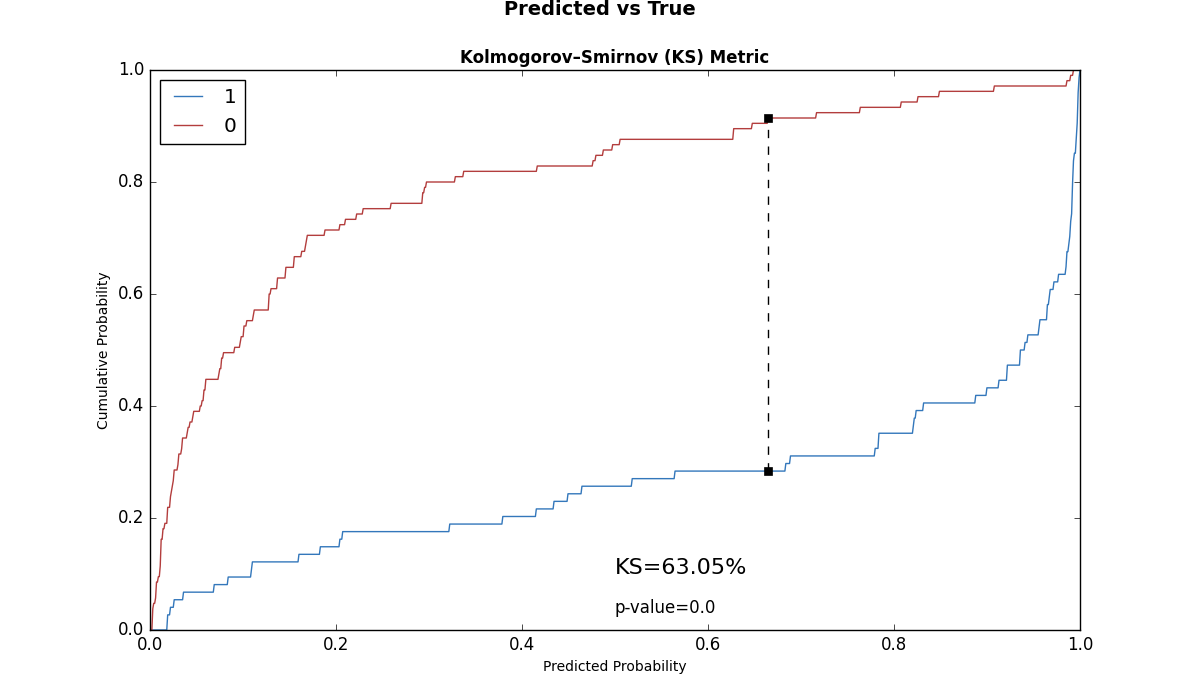 Predicted vs True
Kolmogorov–Smirnov (KS) Metric
1
0
1.0
0.8
0.6
0.4
0.2
0.0
Cumulative Probability
KS=63.05%
p-value=0.0
0.0 0.2 0.4 0.6 0.8 1.0
Predicted Probability